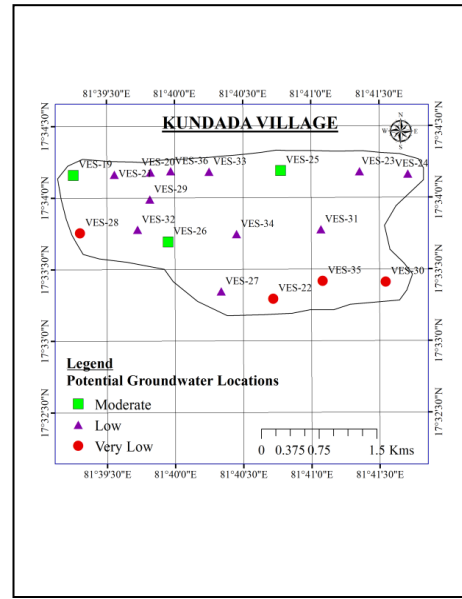 81°39'30"E 81°40'0"E 81°40'30"E 81°41'0"E 81°41'30"E
KUNDADA VILLAGE
N
W E
S
17°34'30"N 17°34'30"N
VES-19 VES-20 VES-36 VES-33 VES-25 VES-23 VES-24
VES-29
17°34'0"N 17°34'0"N
VES-28 VES-32 VES-26 VES-34 VES-31
17°33'30"N 17°33'30"N
VES-27 VES-22 VES-35 VES-30
17°33'0"N 17°33'0"N
Legend
Potential Groundwater Locations
Moderate
Low
Very Low
17°32'30"N 17°32'30"N
0 0.375 0.75 1.5 Kms
81°39'30"E 81°40'0"E 81°40'30"E 81°41'0"E 81°41'30"E